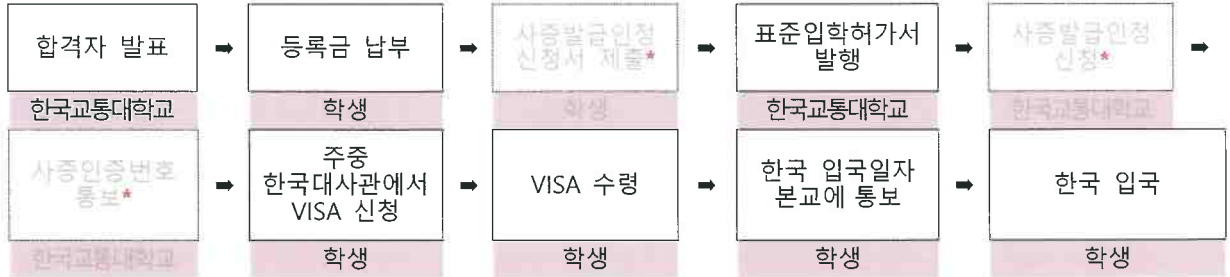 합격자 발표 ➡ 등록금 납부 ➡ 사증발급인정 신청서 제출* ➡ 표준입학허가서 발행 ➡ 사증발급인정 신청* ➡
한국교통대학교 학생 학생 한국교통대학교 한국교통대학교
사증인증번호 통보* ➡ 주중 한국대사관에서 VISA 신청 ➡ VISA 수령 ➡ 한국 입국일자 본교에 통보 ➡ 한국 입국
한국교통대학교 학생 학생 학생 학생